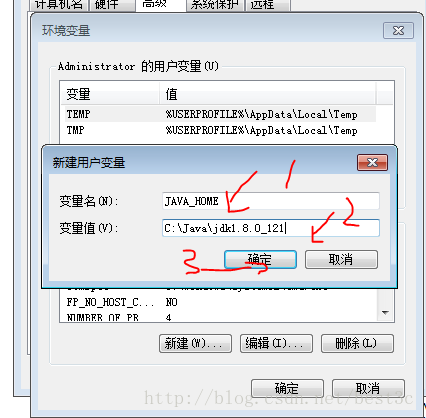 计算机名 硬件 高级 系统保护 远程
环境变量
Administrator 的用户变量(U)
变量 值
TEMP %USERPROFILE%\AppData\Local\Temp
TMP %USERPROFILE%\AppData\Local\Temp
新建用户变量
变量名(N): JAVA_HOME
变量值(V): C:\Java\jdk1.8.0_121
1
2
3
确定 取消
FP_NO_HOST_C... NO
NUMBER_OF_PR... 4
新建(W)... 编辑(I)... 删除(L)
确定 取消
http://blog.csdn.net/best3c